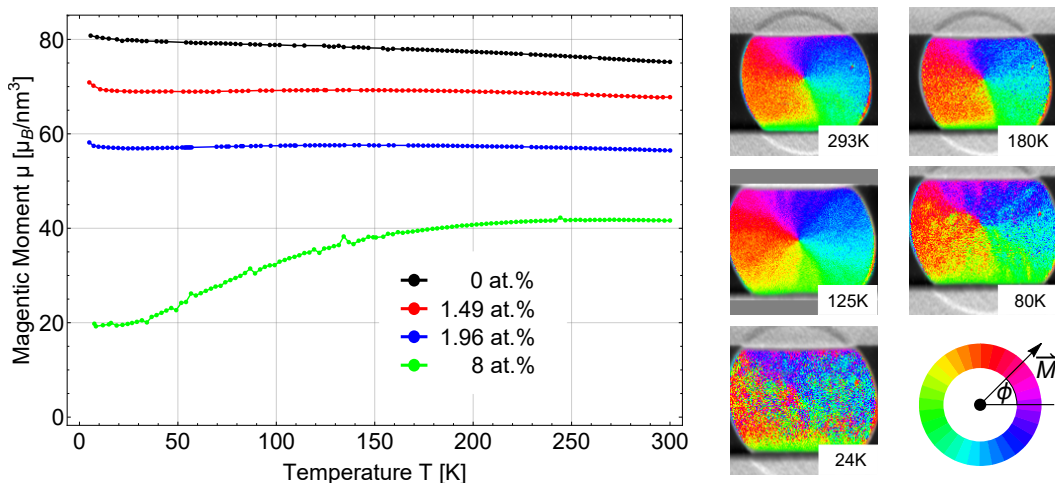 Magentic Moment μ [μB/nm³]
80
60
40
20
0
0 at.%
1.49 at.%
1.96 at.%
8 at.%
0 50 100 150 200 250 300
Temperature T [K]
293K
180K
125K
80K
24K
M
ϕ